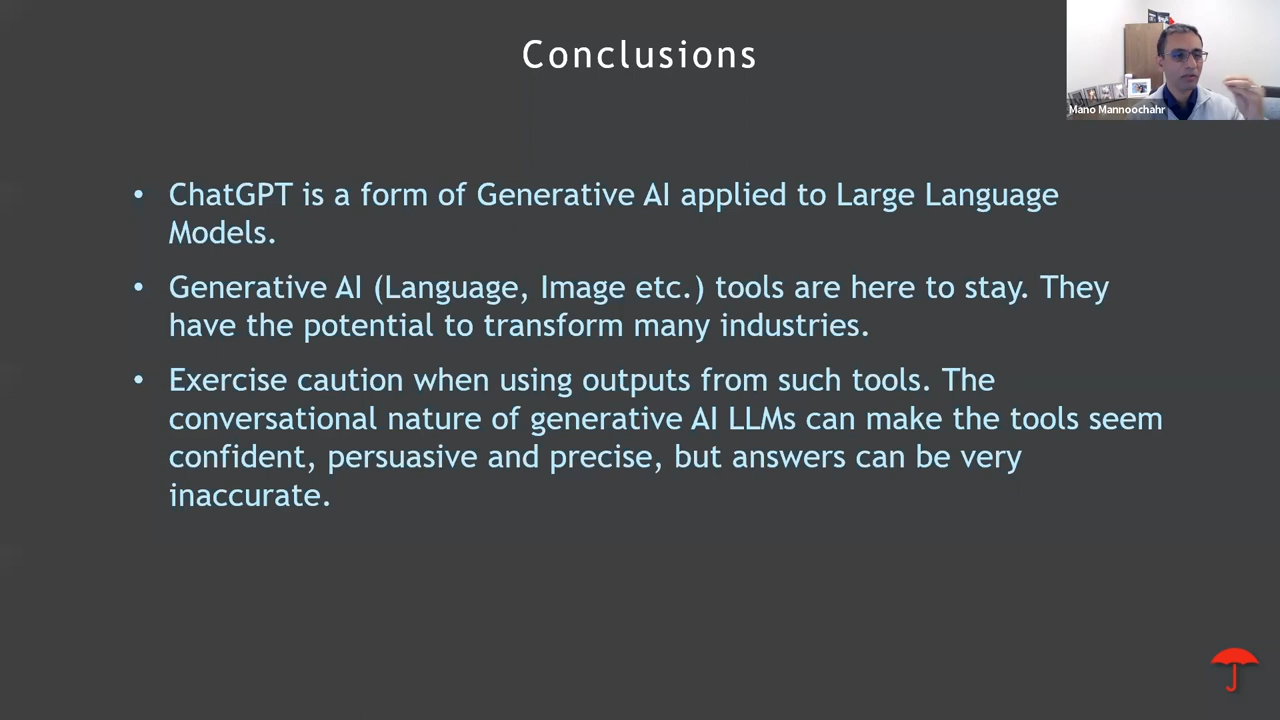 Conclusions
Mano Mannoochahr
• ChatGPT is a form of Generative AI applied to Large Language
Models.
• Generative AI (Language, Image etc.) tools are here to stay. They
have the potential to transform many industries.
• Exercise caution when using outputs from such tools. The
conversational nature of generative AI LLMs can make the tools seem
confident, persuasive and precise, but answers can be very
inaccurate.